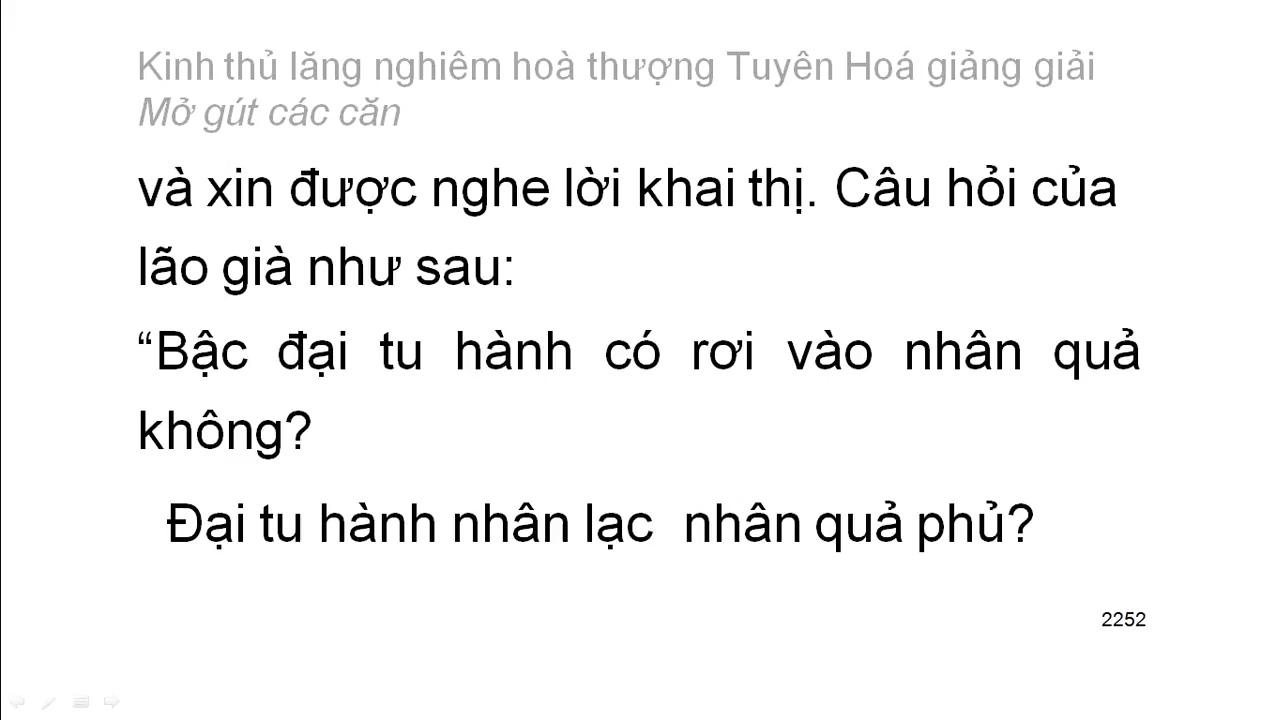 Kinh thủ lăng nghiêm hoà thượng Tuyên Hoá giảng giải
Mở gút các căn
và xin được nghe lời khai thị. Câu hỏi của
lão già như sau:
“Bậc đại tu hành có rơi vào nhân quả
không?
Đại tu hành nhân lạc nhân quả phủ?
2252